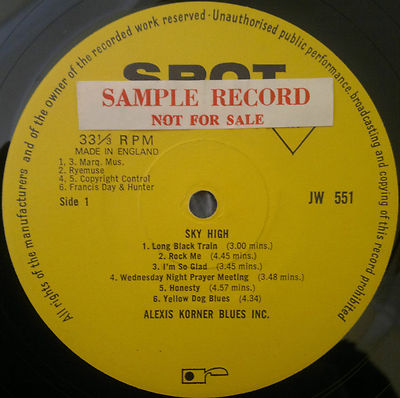 All rights of the manufacturers and of the owner of the recorded work reserved · Unauthorised public performance, broadcasting and copying of this record prohibited
SPOT
SAMPLE RECORD
NOT FOR SALE
33⅓ RPM
MADE IN ENGLAND
1. 3. Marq. Mus.
2. Ryemuse
4. 5. Copyright Control
6. Francis Day & Hunter
Side 1
JW 551
SKY HIGH
1. Long Black Train (3.00 mins.)
2. Rock Me (4.45 mins.)
3. I'm So Glad (3.45 mins.)
4. Wednesday Night Prayer Meeting (3.48 mins.)
5. Honesty (4.57 mins.)
6. Yellow Dog Blues (4.34)
ALEXIS KORNER BLUES INC.